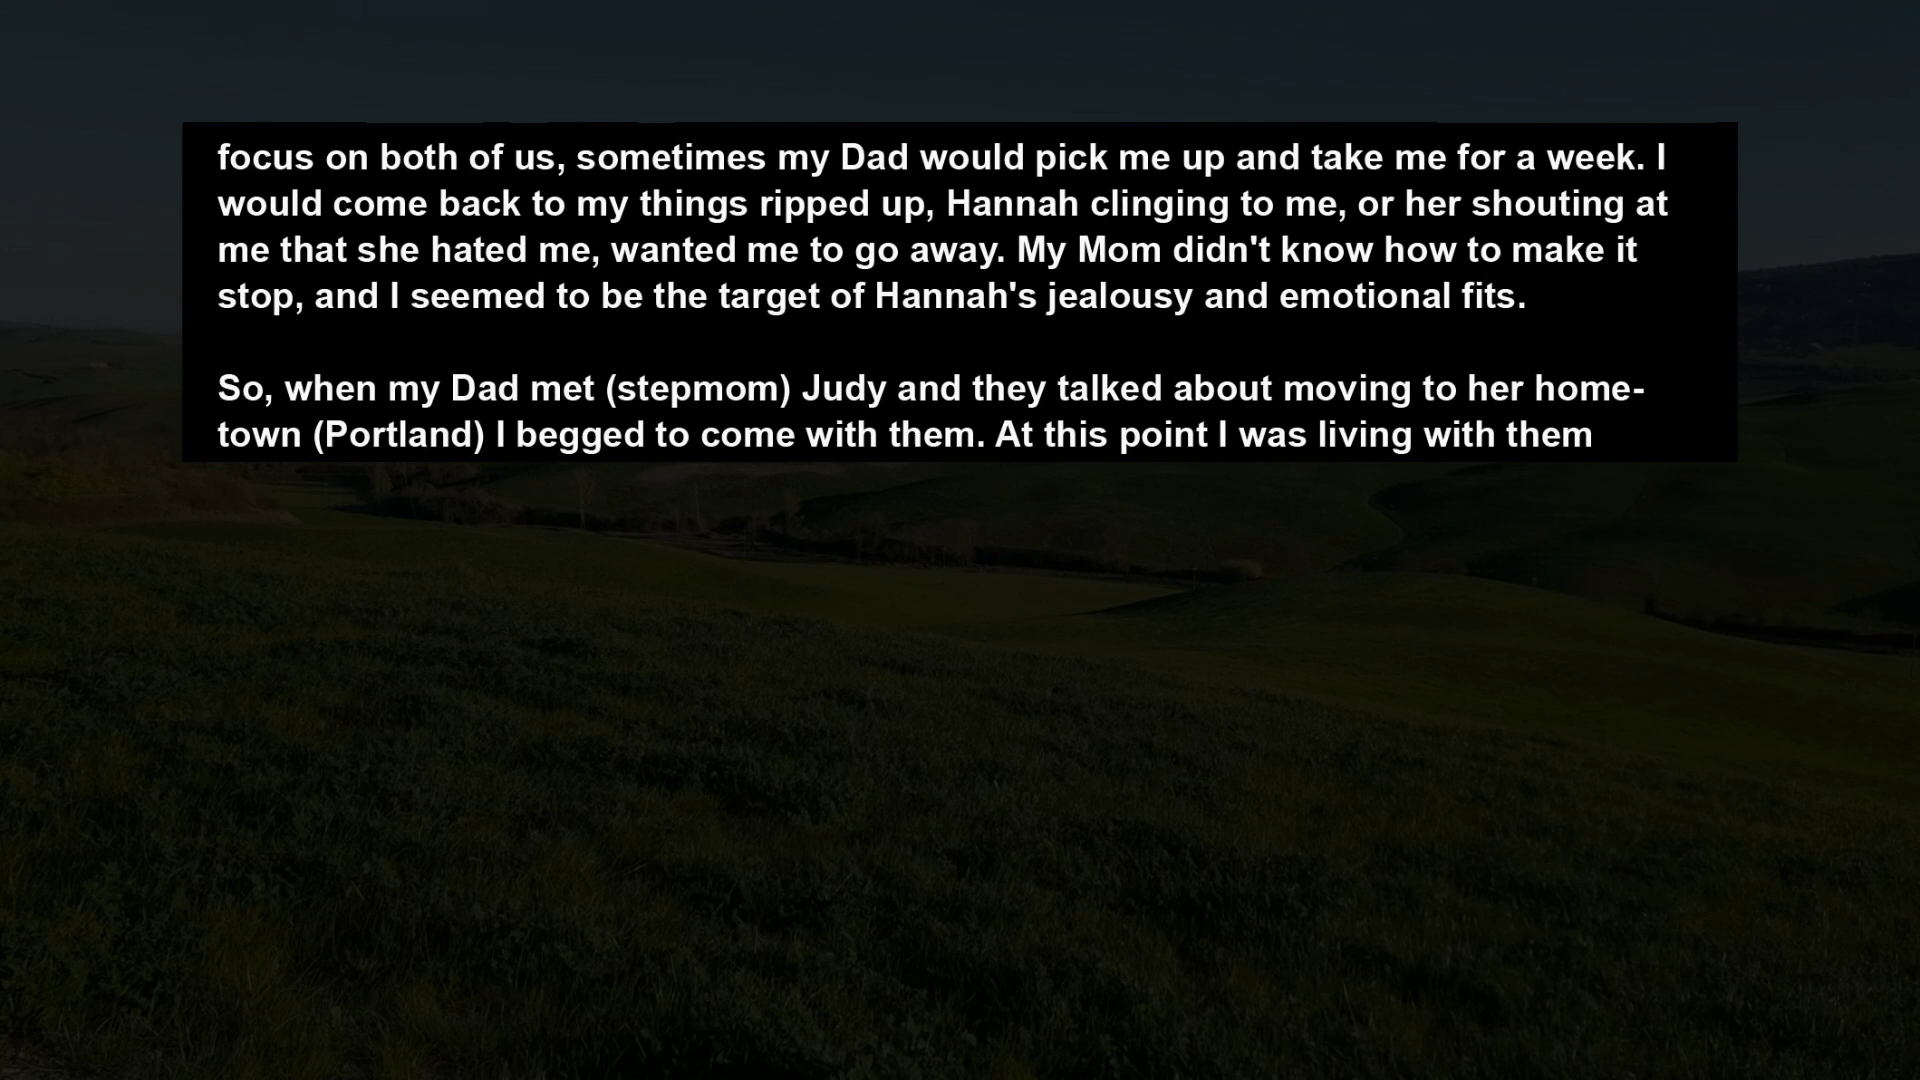 focus on both of us, sometimes my Dad would pick me up and take me for a week. I
would come back to my things ripped up, Hannah clinging to me, or her shouting at
me that she hated me, wanted me to go away. My Mom didn't know how to make it
stop, and I seemed to be the target of Hannah's jealousy and emotional fits.
So, when my Dad met (stepmom) Judy and they talked about moving to her home-
town (Portland) I begged to come with them. At this point I was living with them